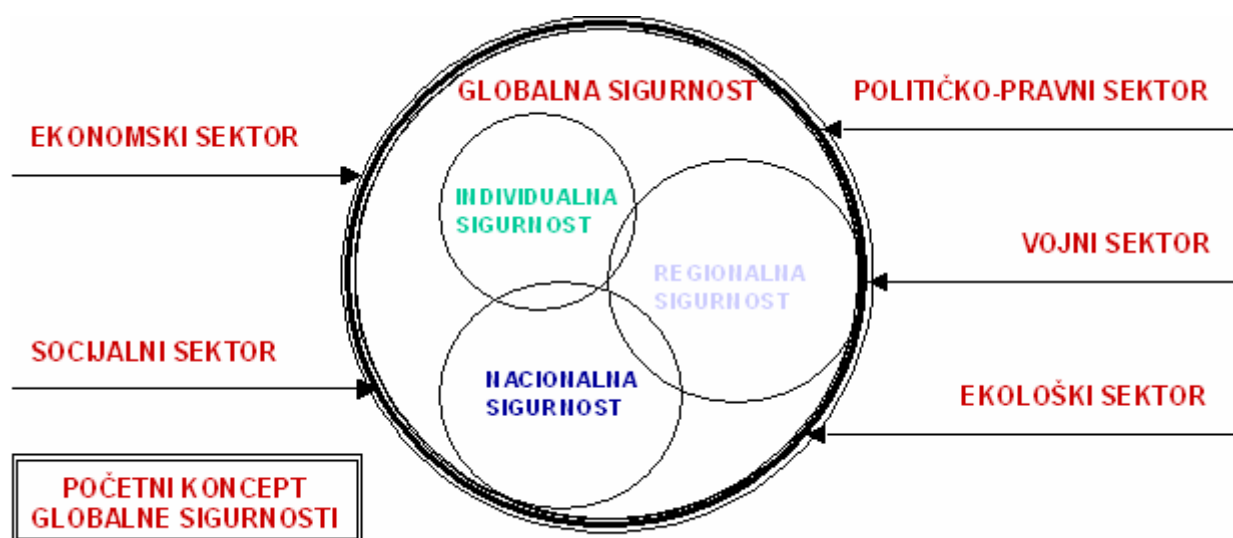 GLOBALNA SIGURNOST
POLITIČKO-PRAVNI SEKTOR
EKONOMSKI SEKTOR
INDIVIDUALNA
SIGURNOST
VOJNI SEKTOR
REGIONALNA
SIGURNOST
SOCIJALNI SEKTOR
NACIONALNA
SIGURNOST
EKOLOŠKI SEKTOR
POČETNI KONCEPT
GLOBALNE SIGURNOSTI